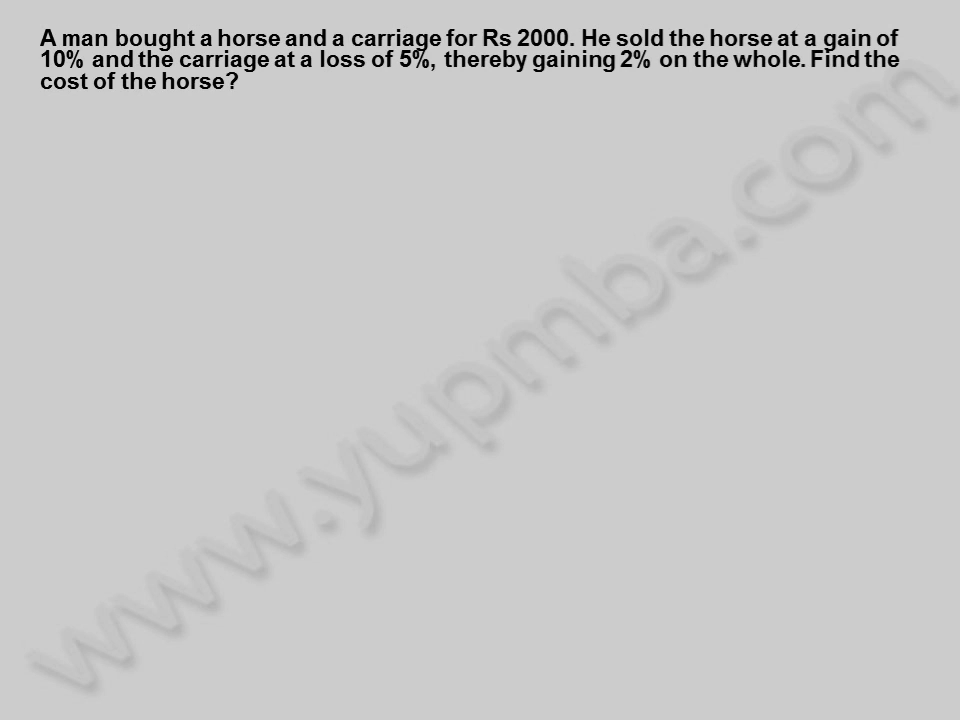 A man bought a horse and a carriage for Rs 2000. He sold the horse at a gain of
10% and the carriage at a loss of 5%, thereby gaining 2% on the whole. Find the
cost of the horse?
www.yupmba.com